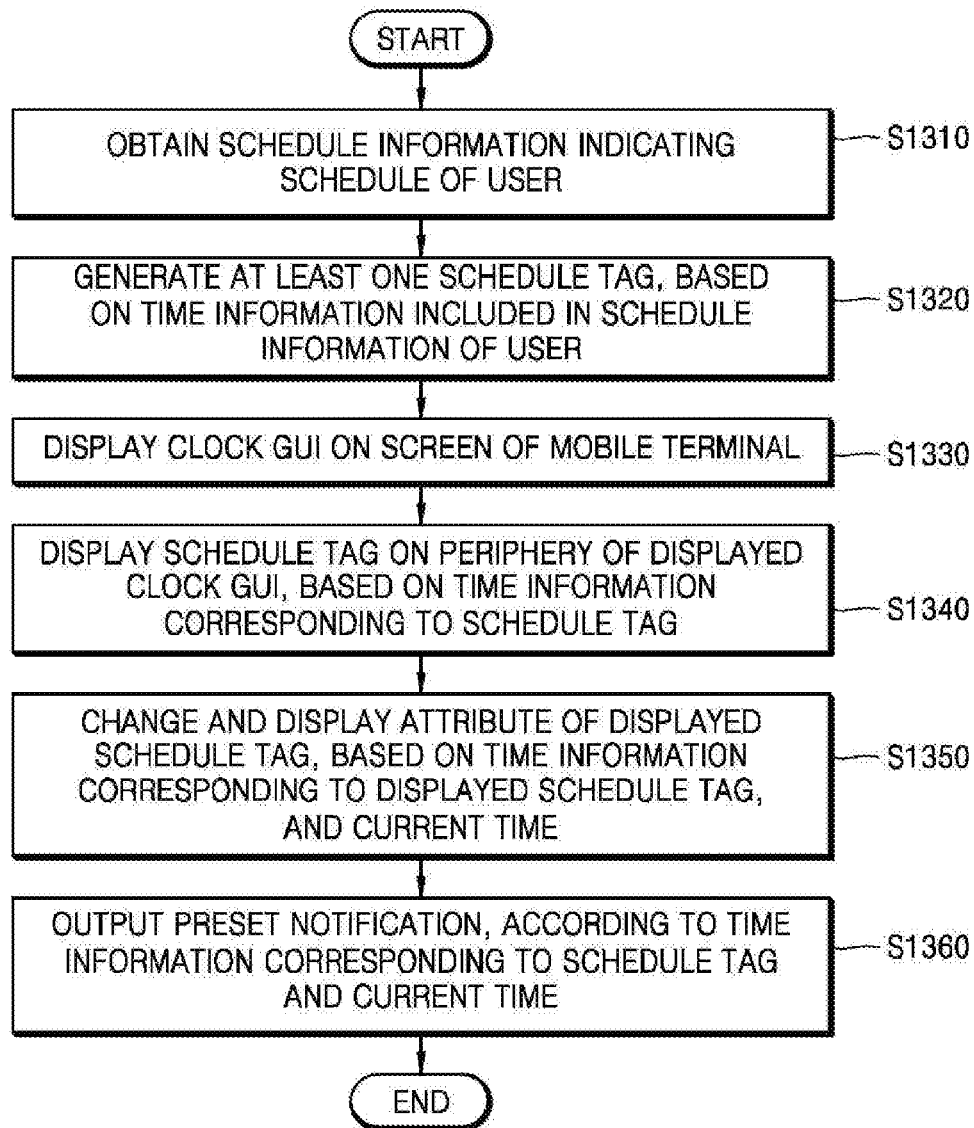 START
OBTAIN SCHEDULE INFORMATION INDICATING
SCHEDULE OF USER
S1310
GENERATE AT LEAST ONE SCHEDULE TAG, BASED
ON TIME INFORMATION INCLUDED IN SCHEDULE
INFORMATION OF USER
S1320
DISPLAY CLOCK GUI ON SCREEN OF MOBILE TERMINAL
S1330
DISPLAY SCHEDULE TAG ON PERIPHERY OF DISPLAYED
CLOCK GUI, BASED ON TIME INFORMATION
CORRESPONDING TO SCHEDULE TAG
S1340
CHANGE AND DISPLAY ATTRIBUTE OF DISPLAYED
SCHEDULE TAG, BASED ON TIME INFORMATION
CORRESPONDING TO DISPLAYED SCHEDULE TAG,
AND CURRENT TIME
S1350
OUTPUT PRESET NOTIFICATION, ACCORDING TO TIME
INFORMATION CORRESPONDING TO SCHEDULE TAG
AND CURRENT TIME
S1360
END